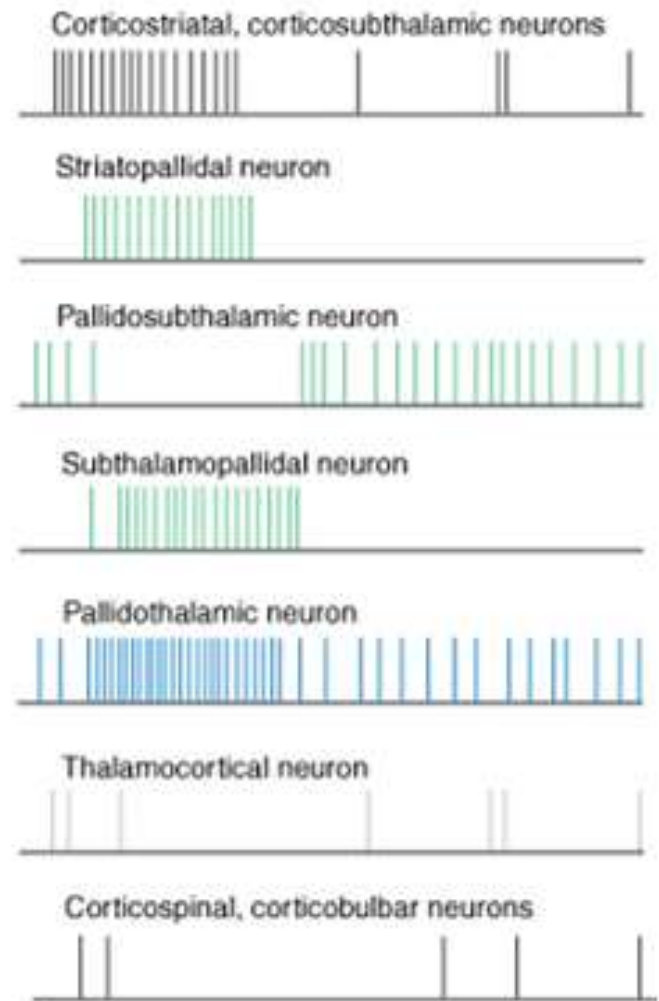 Corticostriatal, corticosubthalamic neurons
Striatopallidal neuron
Pallidosubthalamic neuron
Subthalamopallidal neuron
Pallidothalamic neuron
Thalamocortical neuron
Corticospinal, corticobulbar neurons